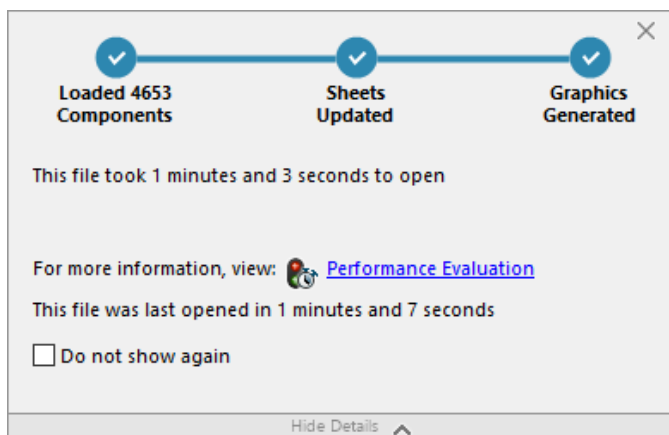 Loaded 4653
Components
Sheets
Updated
Graphics
Generated
This file took 1 minutes and 3 seconds to open
For more information, view: Performance Evaluation
This file was last opened in 1 minutes and 7 seconds
Do not show again
Hide Details